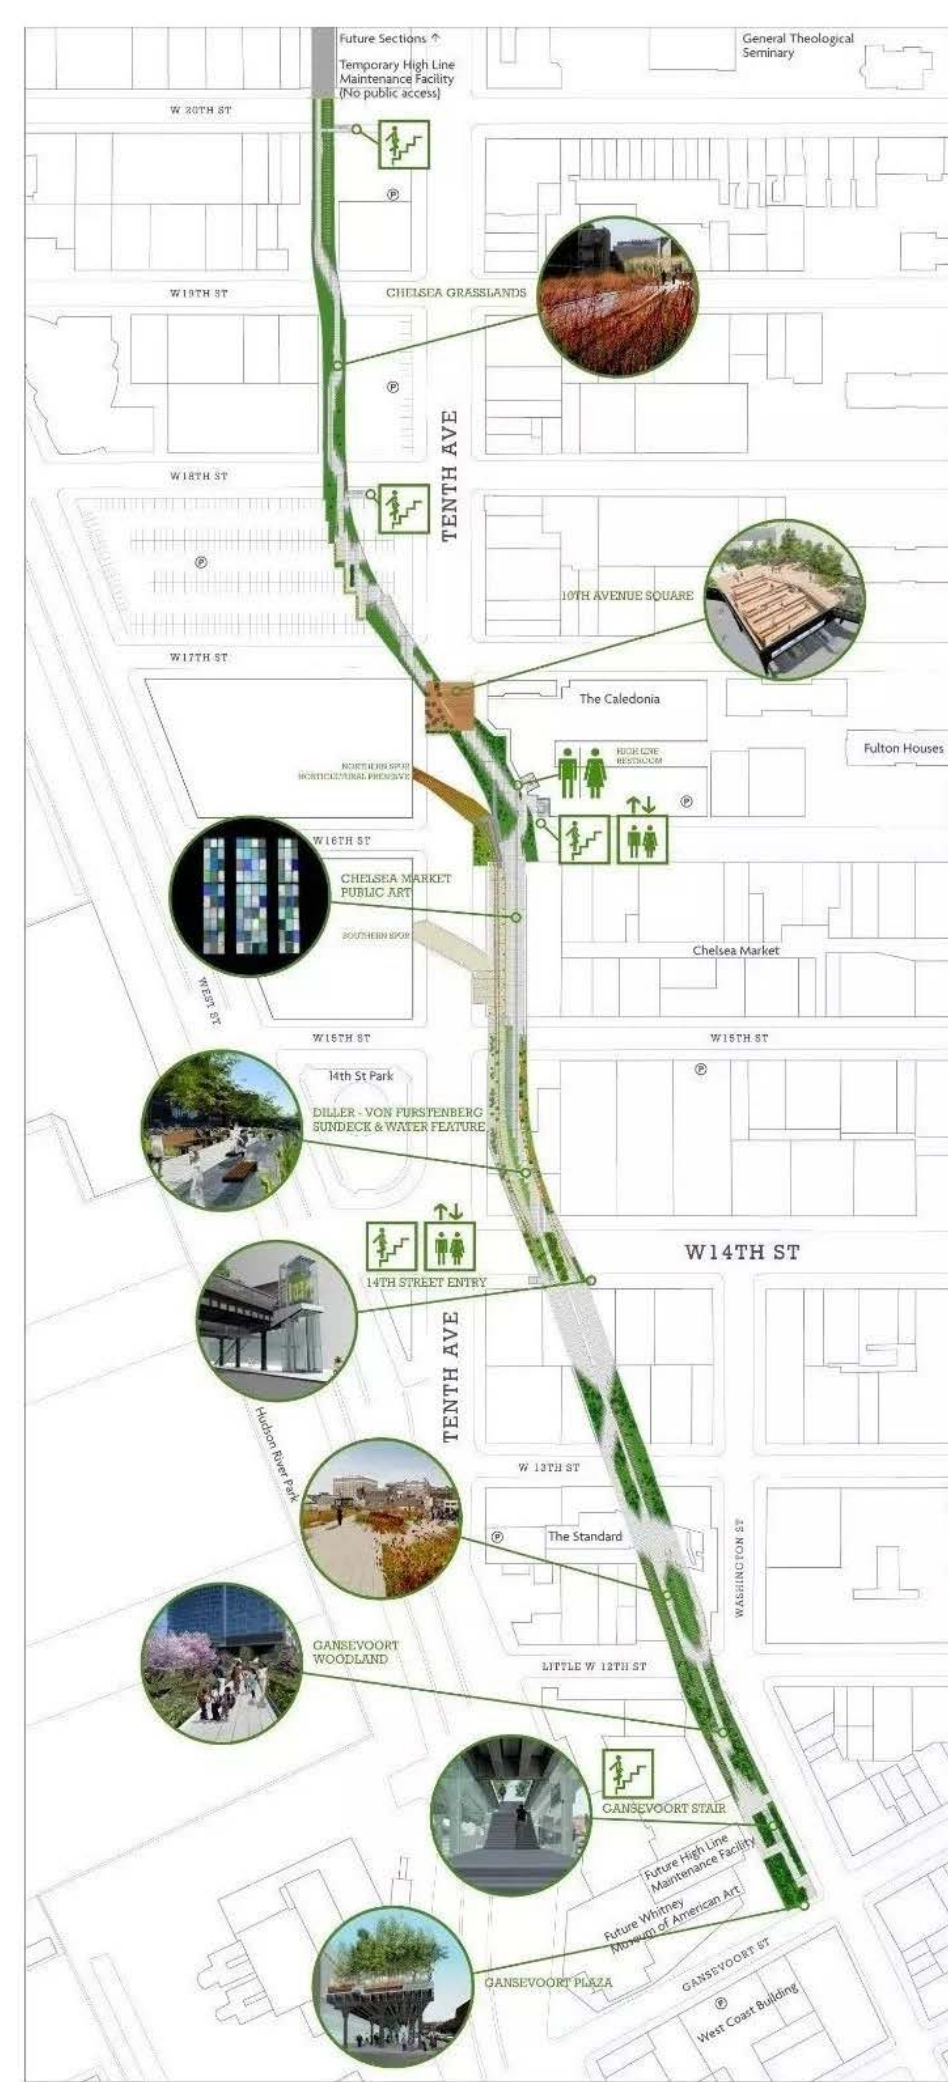 Future Sections ↑
General Theological
Seminary
Temporary High Line
Maintenance Facility
(No public access)
W 20TH ST
P
W19TH ST
CHELSEA GRASSLANDS
P
TENTH AVE
W18TH ST
P
10TH AVENUE SQUARE
W17TH ST
The Caledonia
Fulton Houses
HIGH LINE
RESTROOM
NORTHERN SPUR
HORTICULTURAL PRESERVE
P
W16TH ST
CHELSEA MARKET
PUBLIC ART
SOUTHERN SPUR
Chelsea Market
WEST ST
W15TH ST
W15TH ST
14th St Park
P
DILLER - VON FURSTENBERG
SUNDECK & WATER FEATURE
W14TH ST
14TH STREET ENTRY
TENTH AVE
Hudson River Park
W 13TH ST
P
The Standard
WASHINGTON ST
GANSEVOORT
WOODLAND
LITTLE W 12TH ST
GANSEVOORT STAIR
Future High Line
Maintenance Facility
Future Whitney
Museum of American Art
GANSEVOORT ST
GANSEVOORT PLAZA
P
West Coast Building